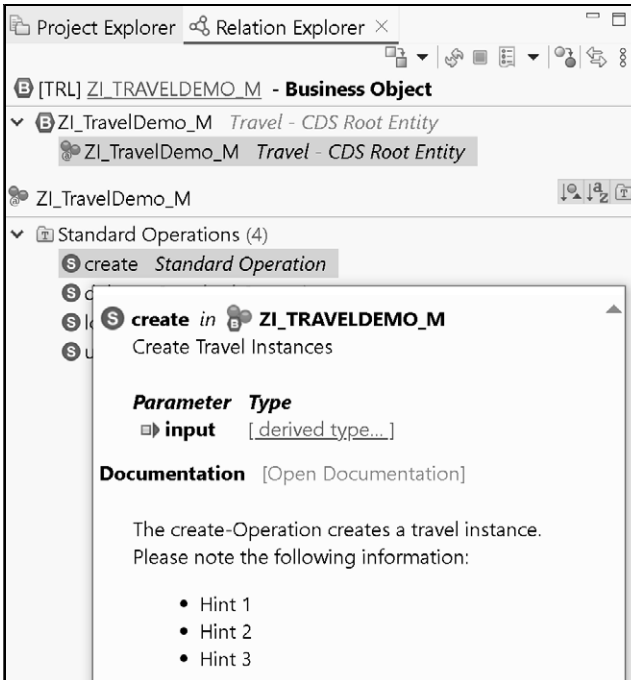 Project Explorer Relation Explorer
[TRL] ZI_TRAVELDEMO_M - Business Object
ZI_TravelDemo_M Travel - CDS Root Entity
ZI_TravelDemo_M Travel - CDS Root Entity
ZI_TravelDemo_M
Standard Operations (4)
S create Standard Operation
S
S create in ZI_TRAVELDEMO_M
S
Create Travel Instances
S
Parameter Type
input [ derived type... ]
Documentation [Open Documentation]
The create-Operation creates a travel instance.
Please note the following information:
• Hint 1
• Hint 2
• Hint 3